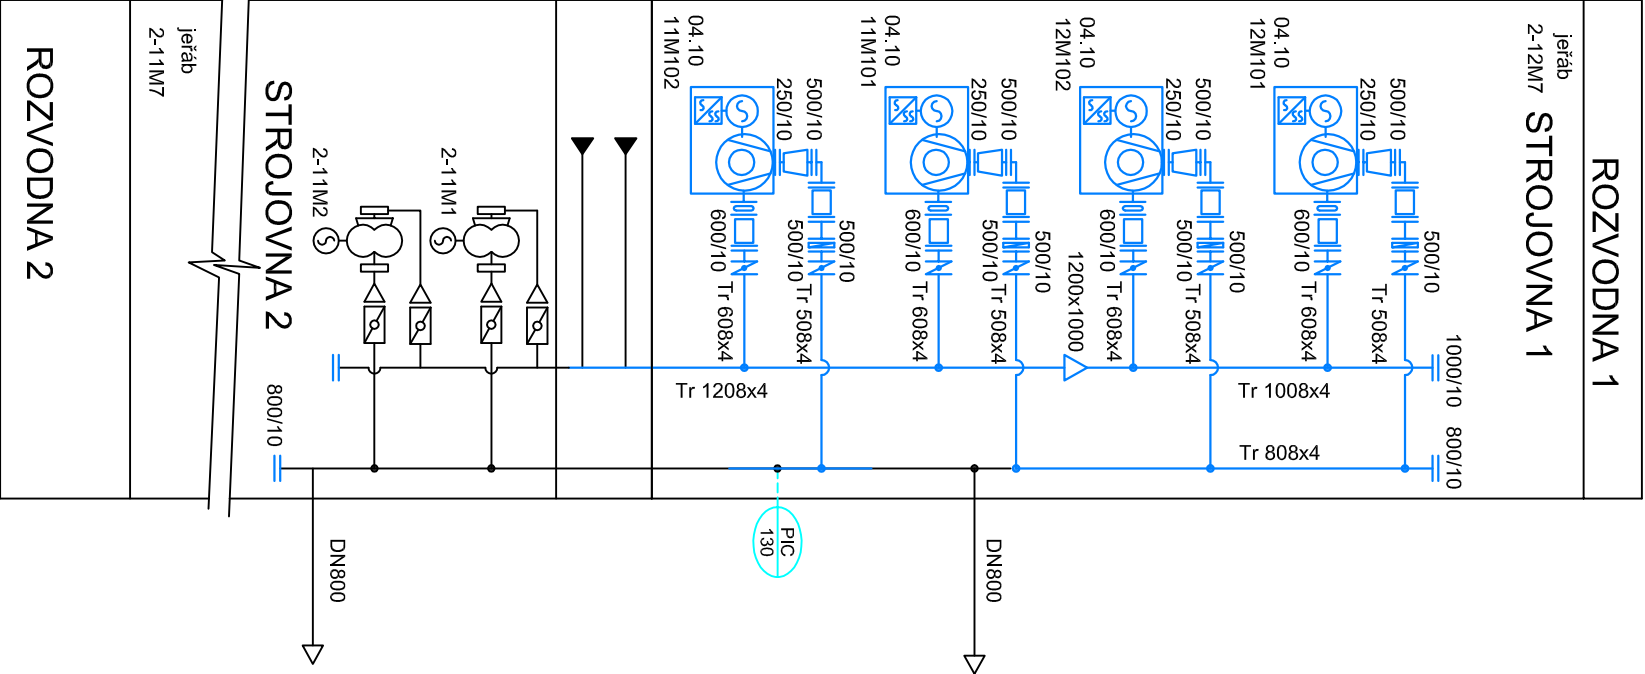 ROZVODNA 1
jeřáb
2-12M7
STROJOVNA 1
04.10
12M101
500/10
250/10
500/10
600/10
Tr 508x4
1000/10
800/10
04.10
12M102
500/10
250/10
500/10
500/10
600/10
Tr 508x4
Tr 608x4
Tr 1008x4
Tr 808x4
04.10
11M101
500/10
250/10
500/10
500/10
600/10
Tr 508x4
Tr 608x4
1200x1000
Tr 608x4
04.10
11M102
500/10
250/10
500/10
500/10
600/10
Tr 508x4
Tr 608x4
Tr 1208x4
DN800
PIC
130
2-11M1
2-11M2
STROJOVNA 2
800/10
DN800
jeřáb
2-11M7
ROZVODNA 2